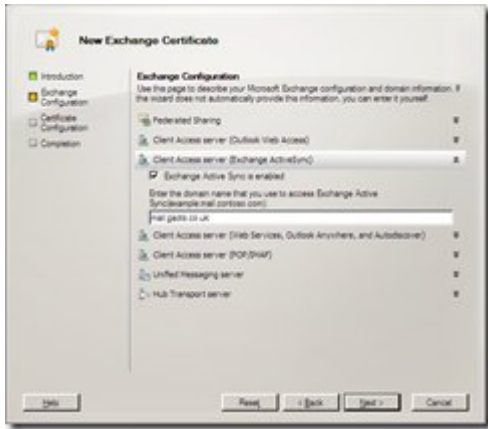 New Exchange Certificate
Introduction
Exchange
Configuration
Certificate
Configuration
Completion
Exchange Configuration
Use this page to describe your Microsoft Exchange configuration and domain information. If
the wizard does not automatically provide this information, you can enter it yourself.
Federated Sharing
Client Access server (Outlook Web Access)
Client Access server (Exchange ActiveSync)
Exchange Active Sync is enabled
Enter the domain name that you use to access Exchange Active
Sync(example:mail.contoso.com):
Client Access server (Web Services, Outlook Anywhere, and Autodiscover)
Client Access server (POP/IMAP)
Unified Messaging server
Hub Transport server
Help
Reset
< Back
Next >
Cancel